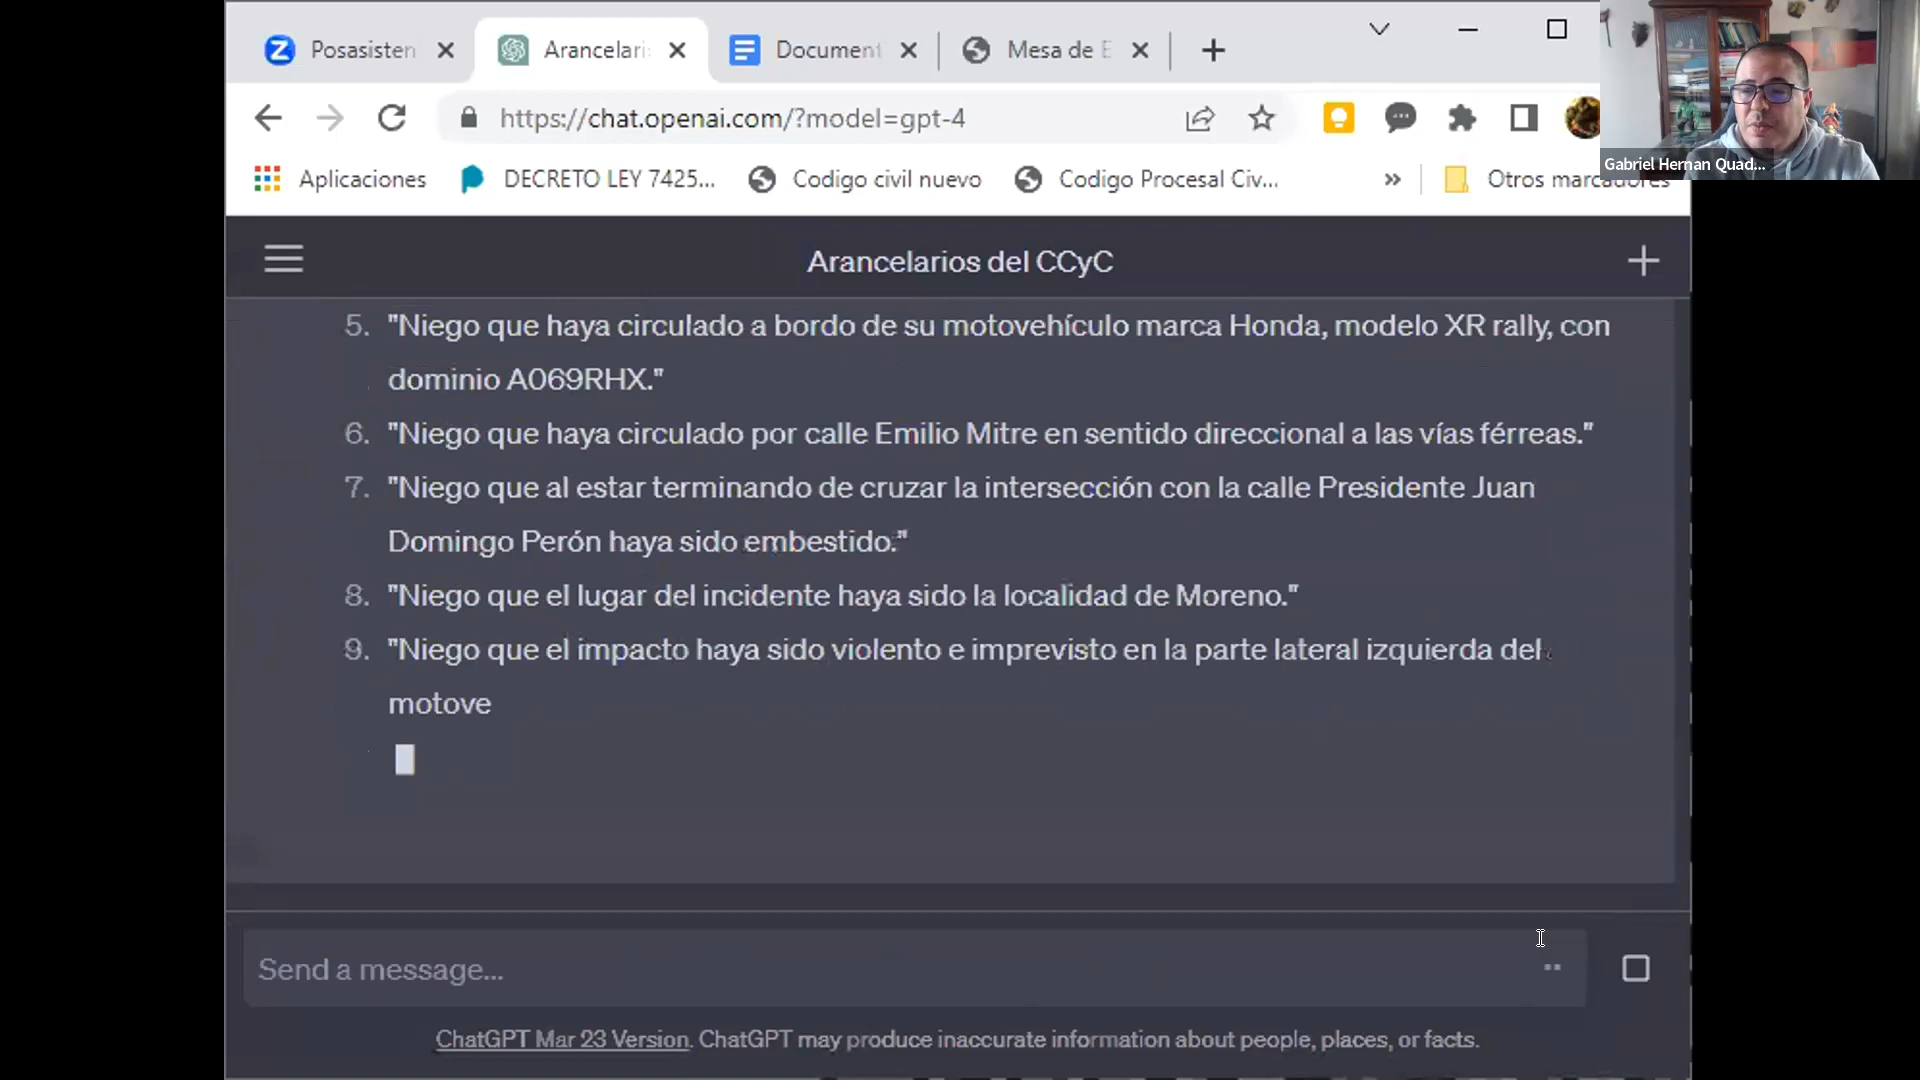 Posasisten
Arancelari
Document
Mesa de E
https://chat.openai.com/?model=gpt-4
Gabriel Hernan Quad...
Aplicaciones
DECRETO LEY 7425...
Codigo civil nuevo
Codigo Procesal Civ...
»
Otros marcadores
Arancelarios del CCyC
5. "Niego que haya circulado a bordo de su motovehículo marca Honda, modelo XR rally, con
dominio A069RHX."
6. "Niego que haya circulado por calle Emilio Mitre en sentido direccional a las vías férreas."
7. "Niego que al estar terminando de cruzar la intersección con la calle Presidente Juan
Domingo Perón haya sido embestido."
8. "Niego que el lugar del incidente haya sido la localidad de Moreno."
9. "Niego que el impacto haya sido violento e imprevisto en la parte lateral izquierda del
motove
Send a message...
ChatGPT Mar 23 Version. ChatGPT may produce inaccurate information about people, places, or facts.